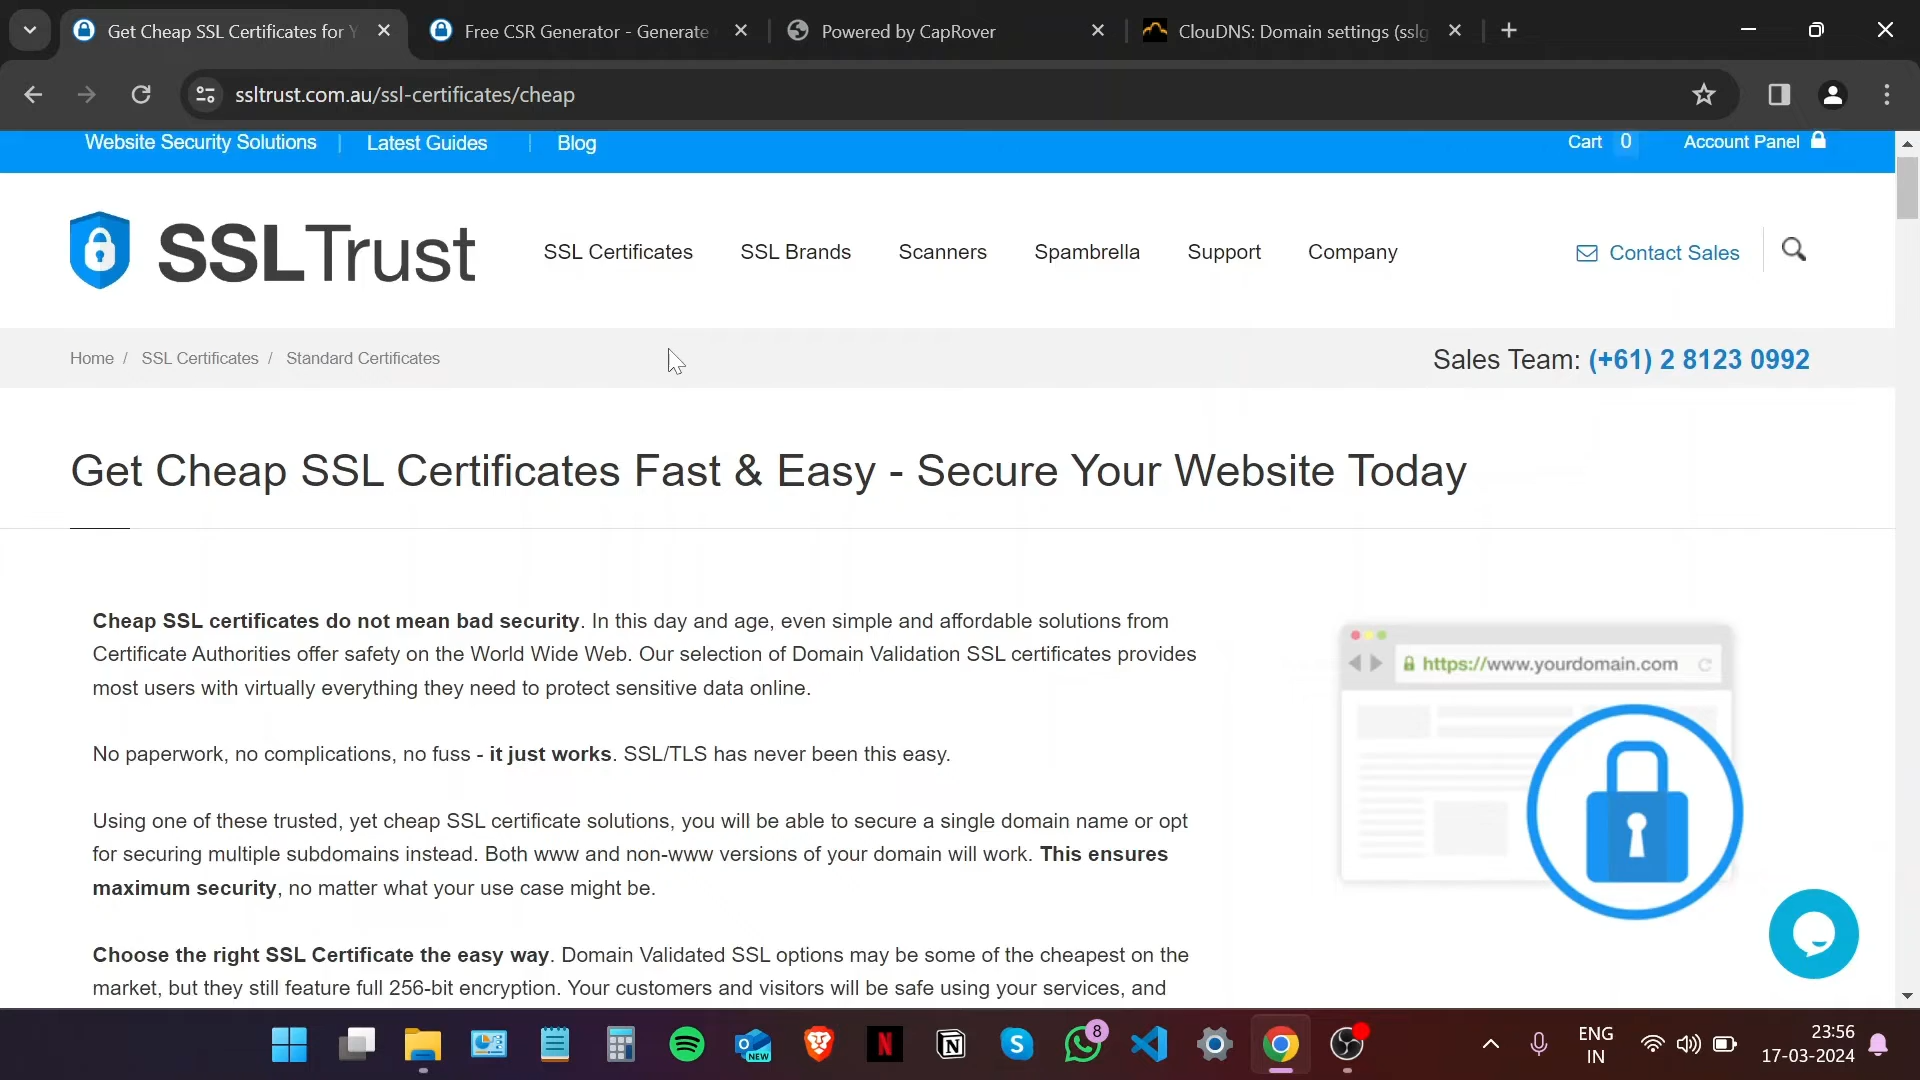 Get Cheap SSL Certificates for Y
Free CSR Generator - Generate
Powered by CapRover
ClouDNS: Domain settings (sslg
ssltrust.com.au/ssl-certificates/cheap
Website Security Solutions
Latest Guides
Blog
Cart 0
Account Panel
SSLTrust
SSL Certificates
SSL Brands
Scanners
Spambrella
Support
Company
Contact Sales
Home / SSL Certificates / Standard Certificates
Sales Team: (+61) 2 8123 0992
Get Cheap SSL Certificates Fast & Easy - Secure Your Website Today
Cheap SSL certificates do not mean bad security. In this day and age, even simple and affordable solutions from
Certificate Authorities offer safety on the World Wide Web. Our selection of Domain Validation SSL certificates provides
most users with virtually everything they need to protect sensitive data online.
No paperwork, no complications, no fuss - it just works. SSL/TLS has never been this easy.
Using one of these trusted, yet cheap SSL certificate solutions, you will be able to secure a single domain name or opt
for securing multiple subdomains instead. Both www and non-www versions of your domain will work. This ensures
maximum security, no matter what your use case might be.
Choose the right SSL Certificate the easy way. Domain Validated SSL options may be some of the cheapest on the
market, but they still feature full 256-bit encryption. Your customers and visitors will be safe using your services, and
https://www.yourdomain.com
O
NEW
N
N
S
8
ENG
IN
23:56
17-03-2024